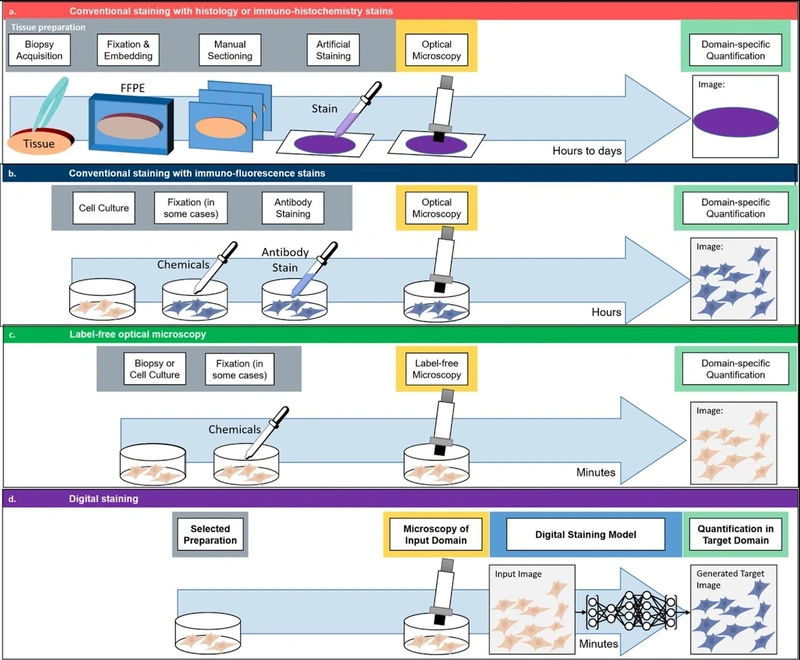 a. Conventional staining with histology or immuno-histochemistry stains
Tissue preparation
Biopsy
Acquisition
Fixation &
Embedding
Manual
Sectioning
Artificial
Staining
Optical
Microscopy
Domain-specific
Quantification
FFPE
Stain
Image:
Tissue
Hours to days
b. Conventional staining with immuno-fluorescence stains
Cell Culture
Fixation (in
some cases)
Antibody
Staining
Optical
Microscopy
Domain-specific
Quantification
Chemicals
Antibody
Stain
Image:
Hours
c. Label-free optical microscopy
Biopsy or
Cell Culture
Fixation (in
some cases)
Label-free
Microscopy
Domain-specific
Quantification
Chemicals
Image:
Minutes
d. Digital staining
Selected
Preparation
Microscopy of
Input Domain
Digital Staining Model
Quantification in
Target Domain
Input Image
Generated Target
Image
Minutes